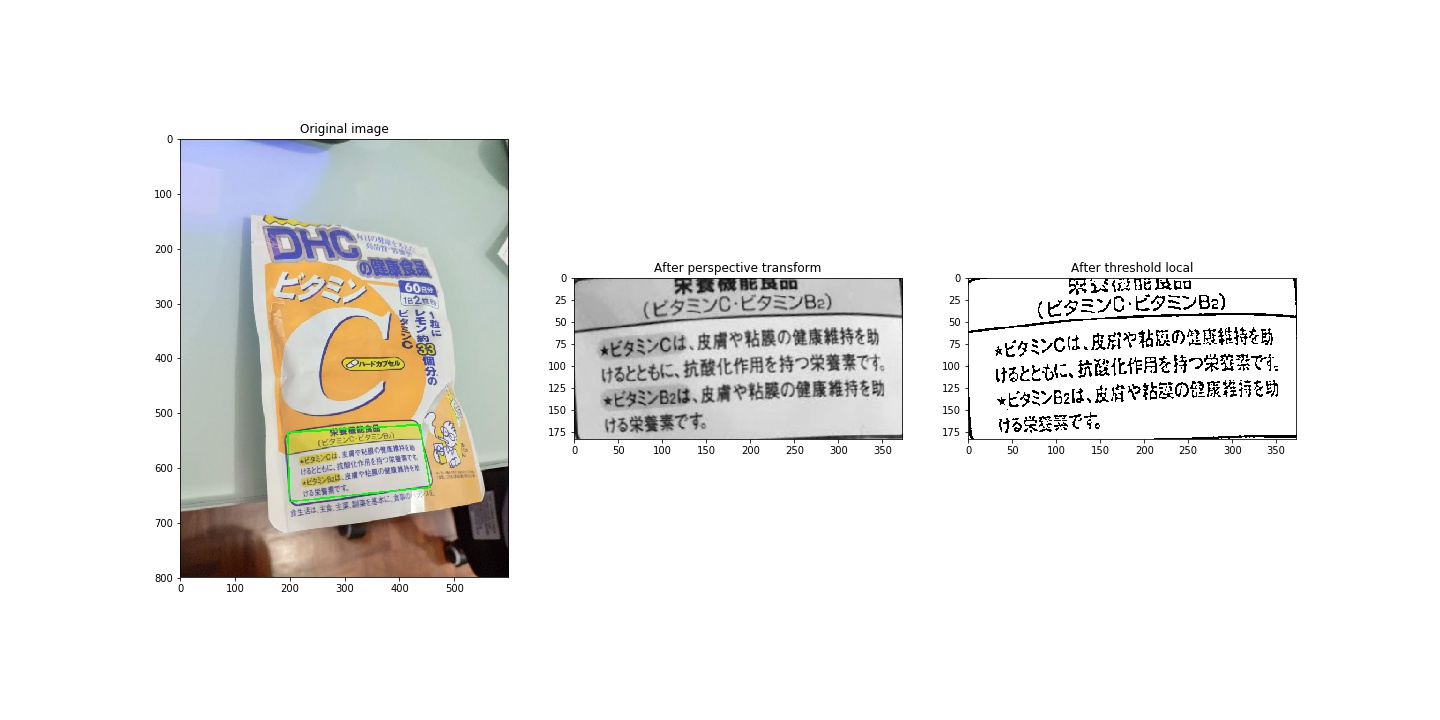 Original image
0
100
200
300
400
500
600
700
800
0 100 200 300 400 500
DHC
の健康食品
ビタミン
C
60日分
1日2粒
1粒に
レモン約33個分の
ビタミンC
ハードカプセル
栄養機能食品
(ビタミンC・ビタミンB2)
★ビタミンCは、皮膚や粘膜の健康維持を助
けるとともに、抗酸化作用を持つ栄養素です。
★ビタミンB2は、皮膚や粘膜の健康維持を助
ける栄養素です。
食生活は、主食、主菜、副菜を基本に、食事の
After perspective transform
0
25
50
75
100
125
150
175
0 50 100 150 200 250 300 350
栄養機能食品
(ビタミンC・ビタミンB2)
★ビタミンCは、皮膚や粘膜の健康維持を助
けるとともに、抗酸化作用を持つ栄養素です。
★ビタミンB2は、皮膚や粘膜の健康維持を助
ける栄養素です。
After threshold local
0
25
50
75
100
125
150
175
0 50 100 150 200 250 300 350
栄養機能食品
(ビタミンC・ビタミンB2)
★ビタミンCは、皮膚や粘膜の健康維持を助
けるとともに、抗酸化作用を持つ栄養素です。
★ビタミンB2は、皮膚や粘膜の健康維持を助
ける栄養素です。